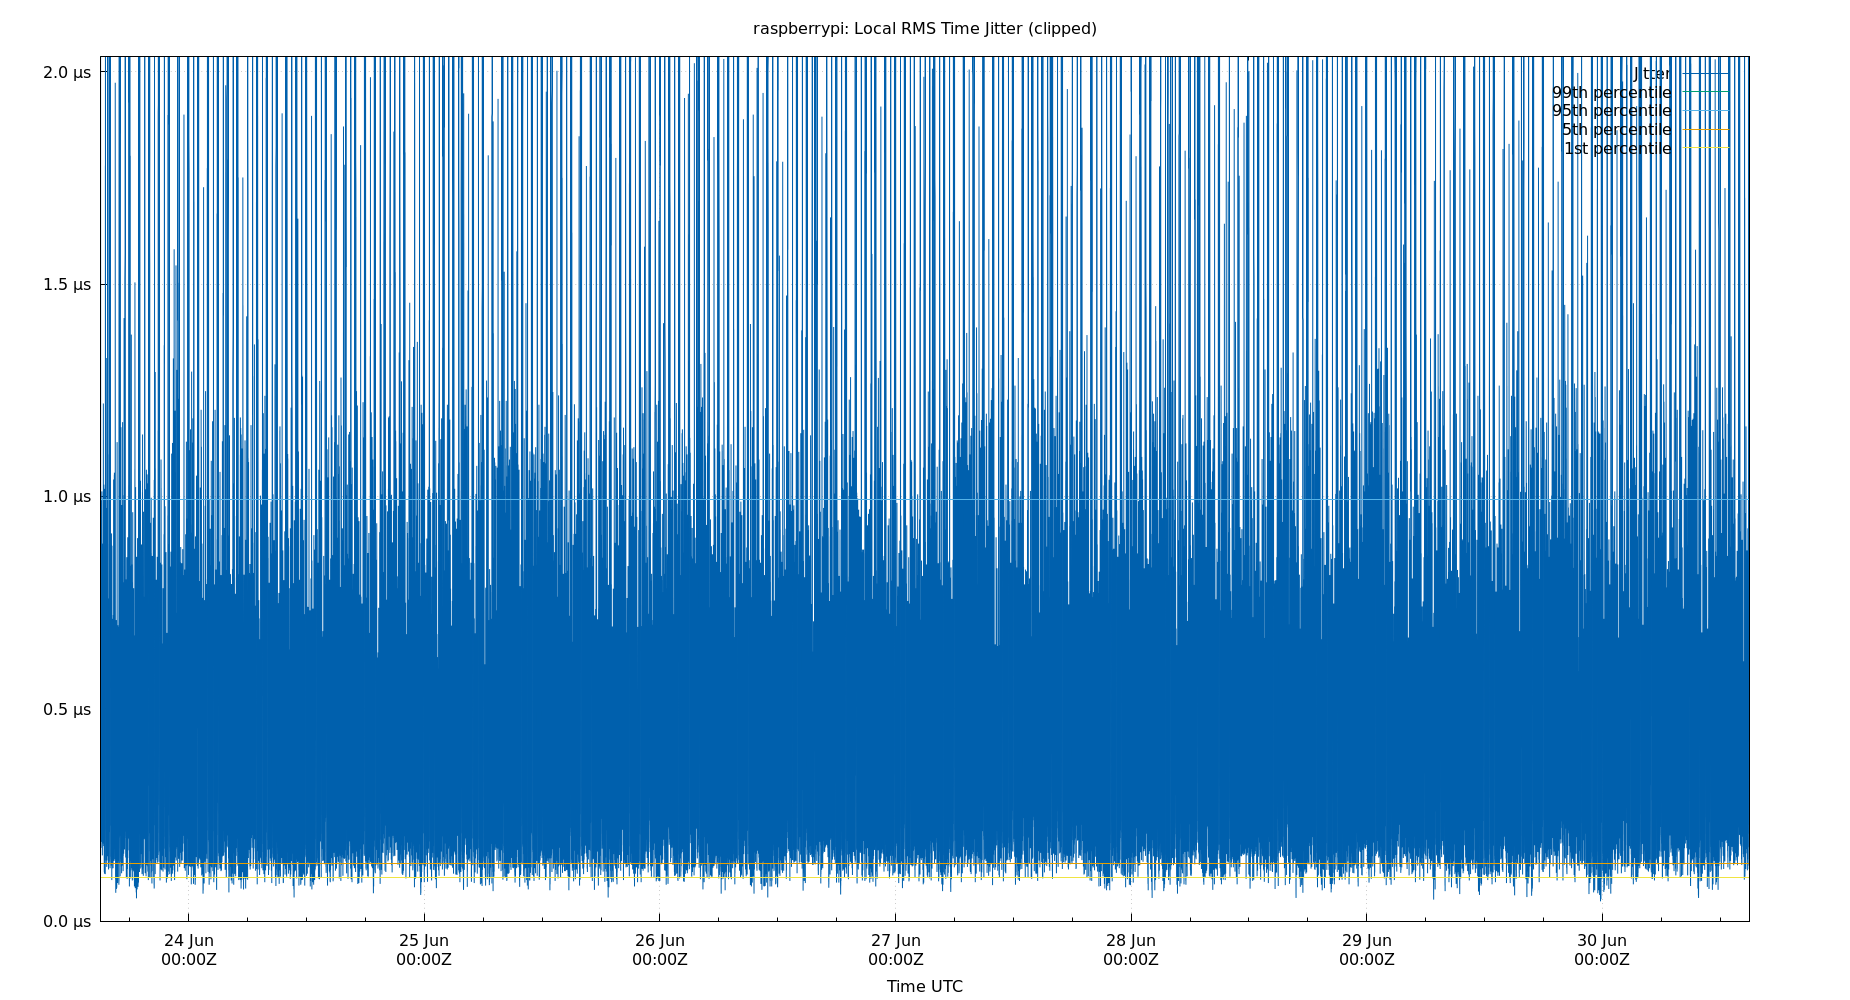 raspberrypi: Local RMS Time Jitter (clipped)
2.0 µs
1.5 µs
1.0 µs
0.5 µs
0.0 µs
Jitter
99th percentile
95th percentile
5th percentile
1st percentile
24 Jun
00:00Z
25 Jun
00:00Z
26 Jun
00:00Z
27 Jun
00:00Z
28 Jun
00:00Z
29 Jun
00:00Z
30 Jun
00:00Z
Time UTC